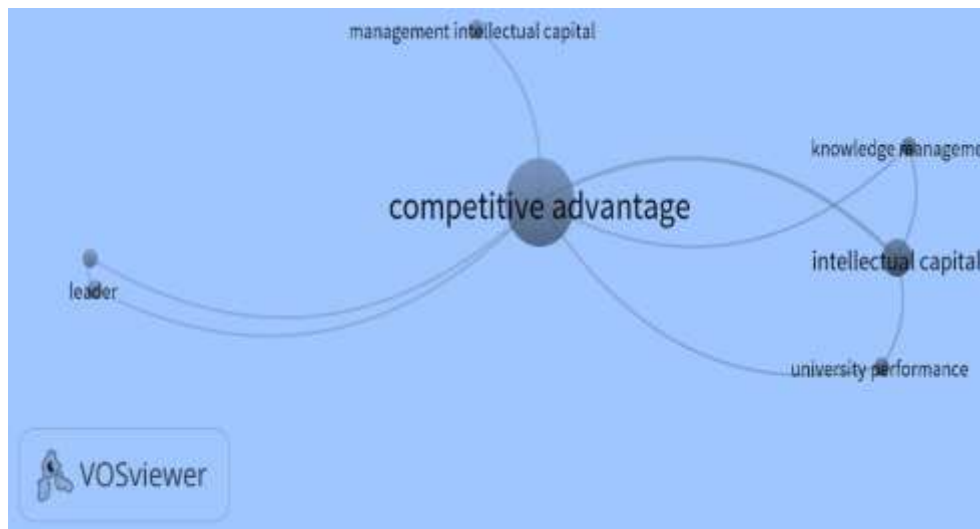 management intellectual capital
knowledge manageme
competitive advantage
intellectual capital
leader
university performance
VOSviewer